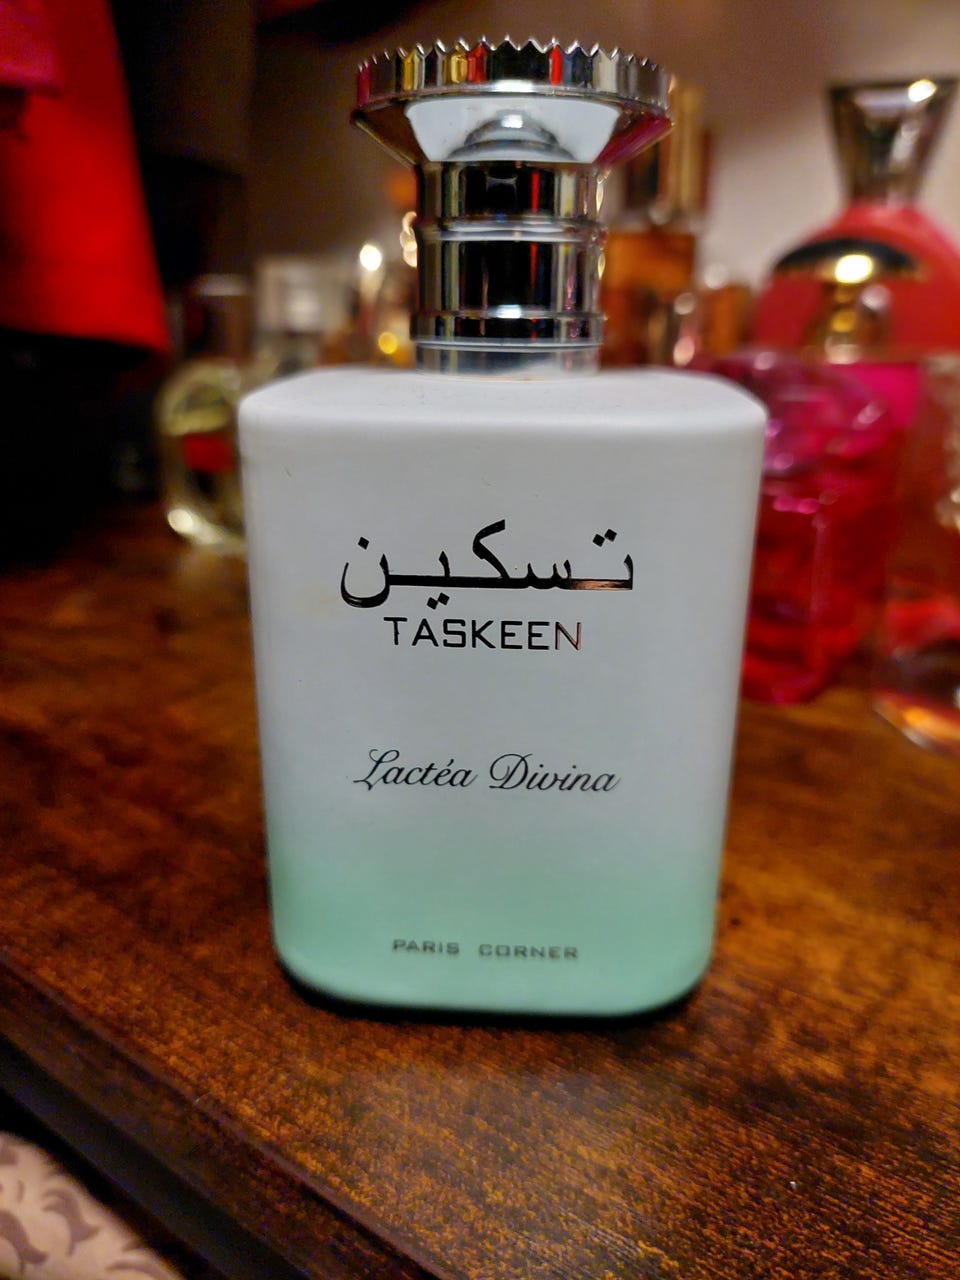 تسكين
TASKEEN
Lactéa Divina
PARIS CORNER